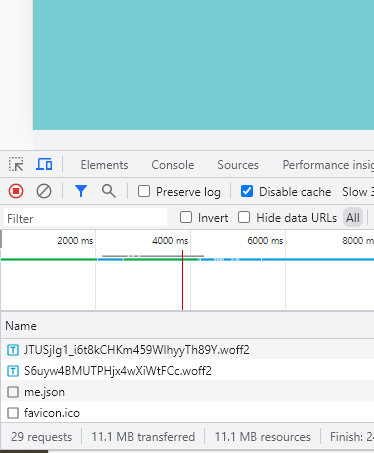 Elements Console Sources Performance insig
Preserve log Disable cache Slow 3
Filter Invert Hide data URLs All
2000 ms 4000 ms 6000 ms 8000 m
Name
JTUSjIg1_i6t8kCHKm459WlhyyTh89Y.woff2
S6uyw4BMUTPHjx4wXiWtFCc.woff2
me.json
favicon.ico
29 requests 11.1 MB transferred 11.1 MB resources Finish: 24